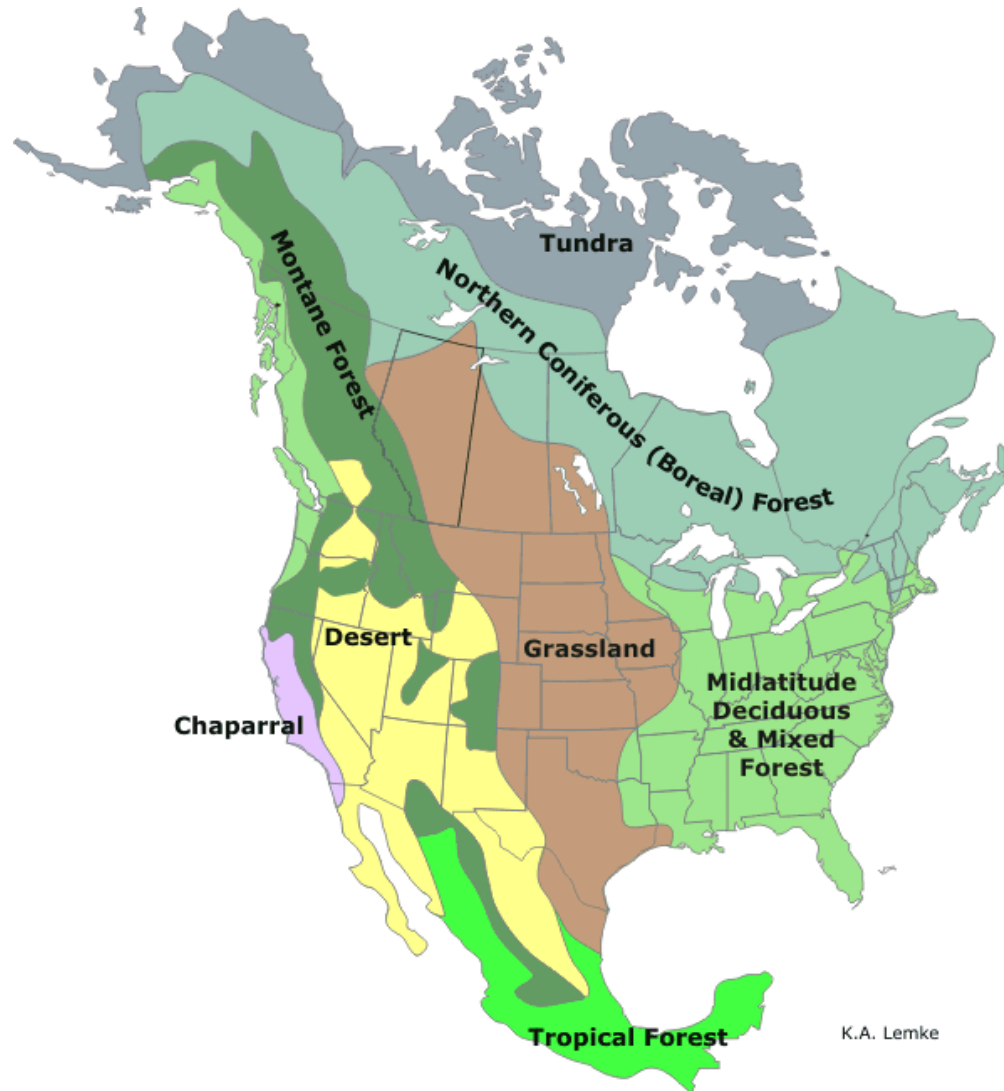 Tundra
Montane Forest
Northern Coniferous (Boreal) Forest
Desert
Grassland
Midlatitude
Deciduous
& Mixed
Forest
Chaparral
Tropical Forest
K.A. Lemke